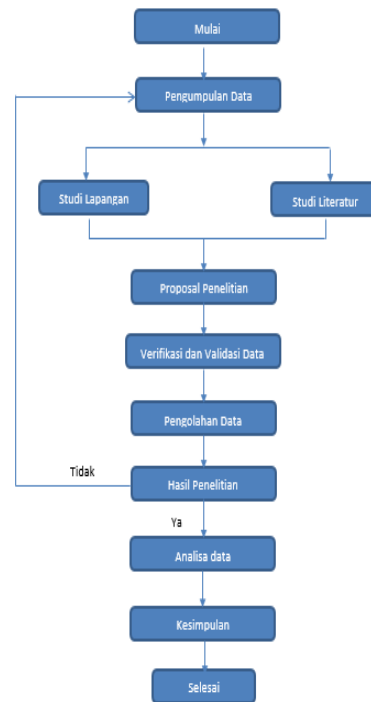 Mulai
Pengumpulan Data
Studi Lapangan
Studi Literatur
Proposal Penelitian
Verifikasi dan Validasi Data
Pengolahan Data
Tidak
Hasil Penelitian
Ya
Analisa data
Kesimpulan
Selesai